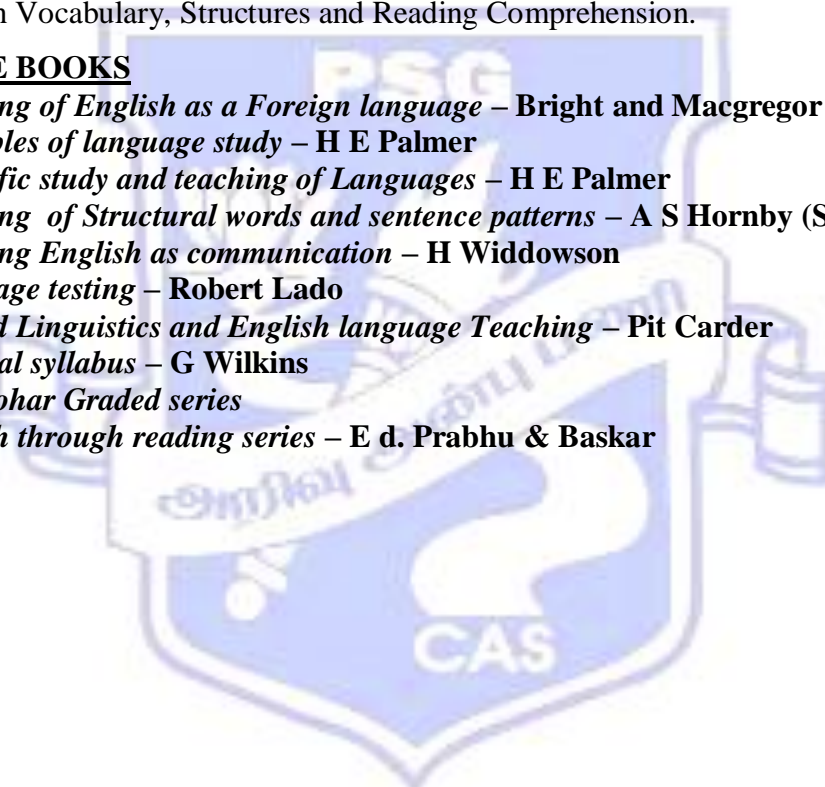 n Vocabulary, Structures and Reading Comprehension.
E BOOKS
ng of English as a Foreign language – Bright and Macgregor
ples of language study – H E Palmer
fic study and teaching of Languages – H E Palmer
ng of Structural words and sentence patterns – A S Hornby (S
ng English as communication – H Widdowson
age testing – Robert Lado
d Linguistics and English language Teaching – Pit Carder
al syllabus – G Wilkins
ohar Graded series
h through reading series – E d. Prabhu & Baskar
PSG
அறிவு அன்பு பணி
CAS